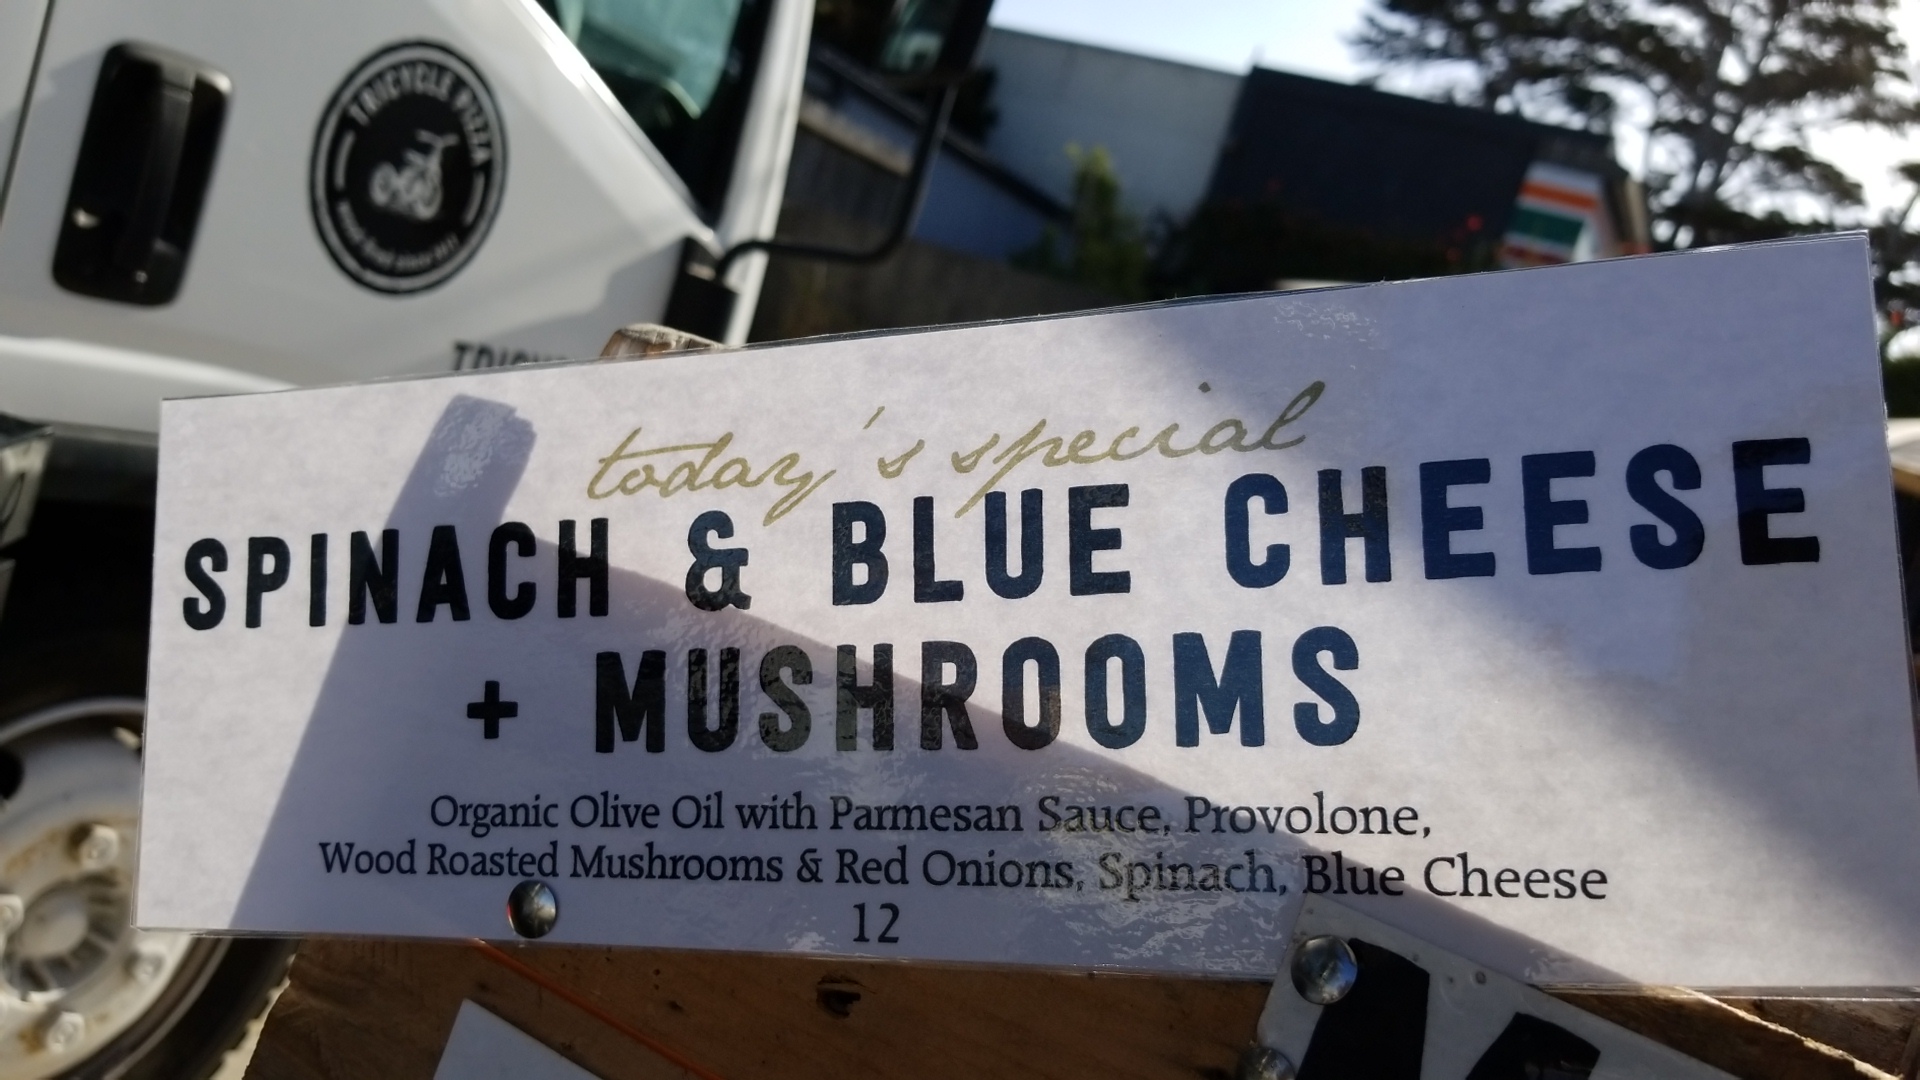 TRICYCLE PIZZA
today's special
SPINACH & BLUE CHEESE
+ MUSHROOMS
Organic Olive Oil with Parmesan Sauce, Provolone,
Wood Roasted Mushrooms & Red Onions, Spinach, Blue Cheese
12